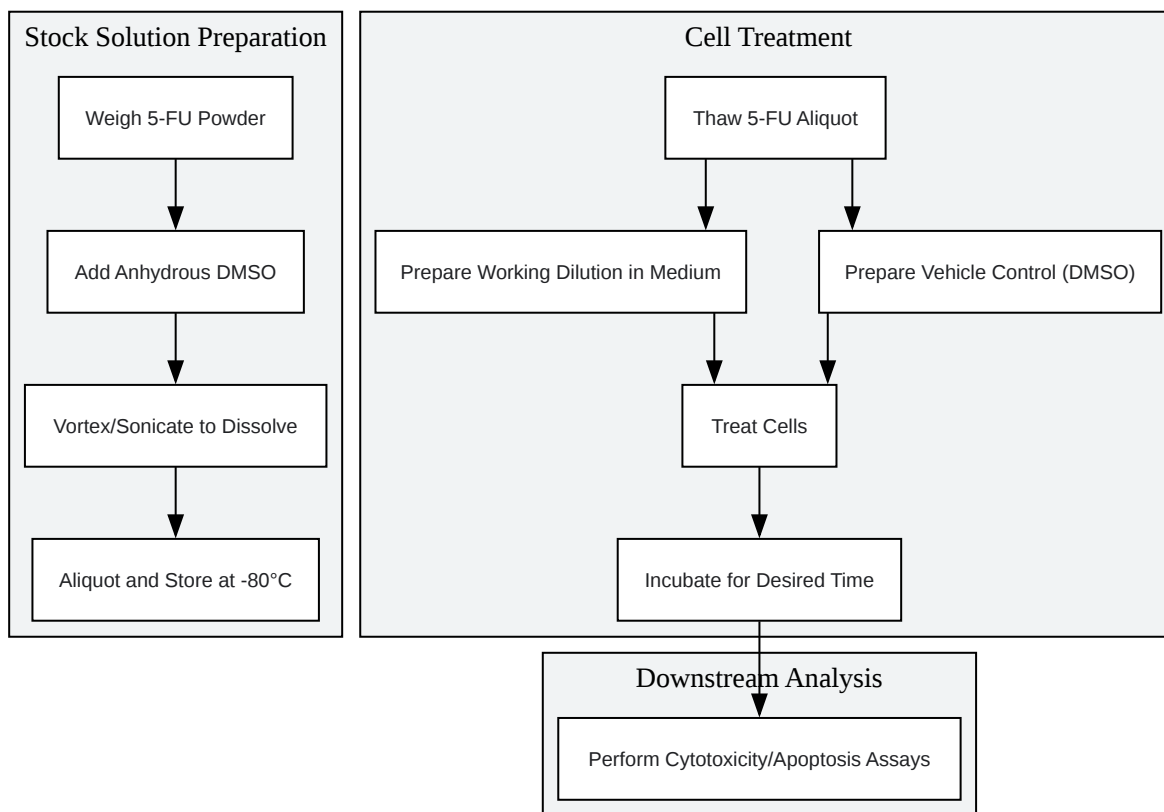 Stock Solution Preparation
Weigh 5-FU Powder
Add Anhydrous DMSO
Vortex/Sonicate to Dissolve
Aliquot and Store at -80°C
Cell Treatment
Thaw 5-FU Aliquot
Prepare Working Dilution in Medium
Prepare Vehicle Control (DMSO)
Treat Cells
Incubate for Desired Time
Downstream Analysis
Perform Cytotoxicity/Apoptosis Assays